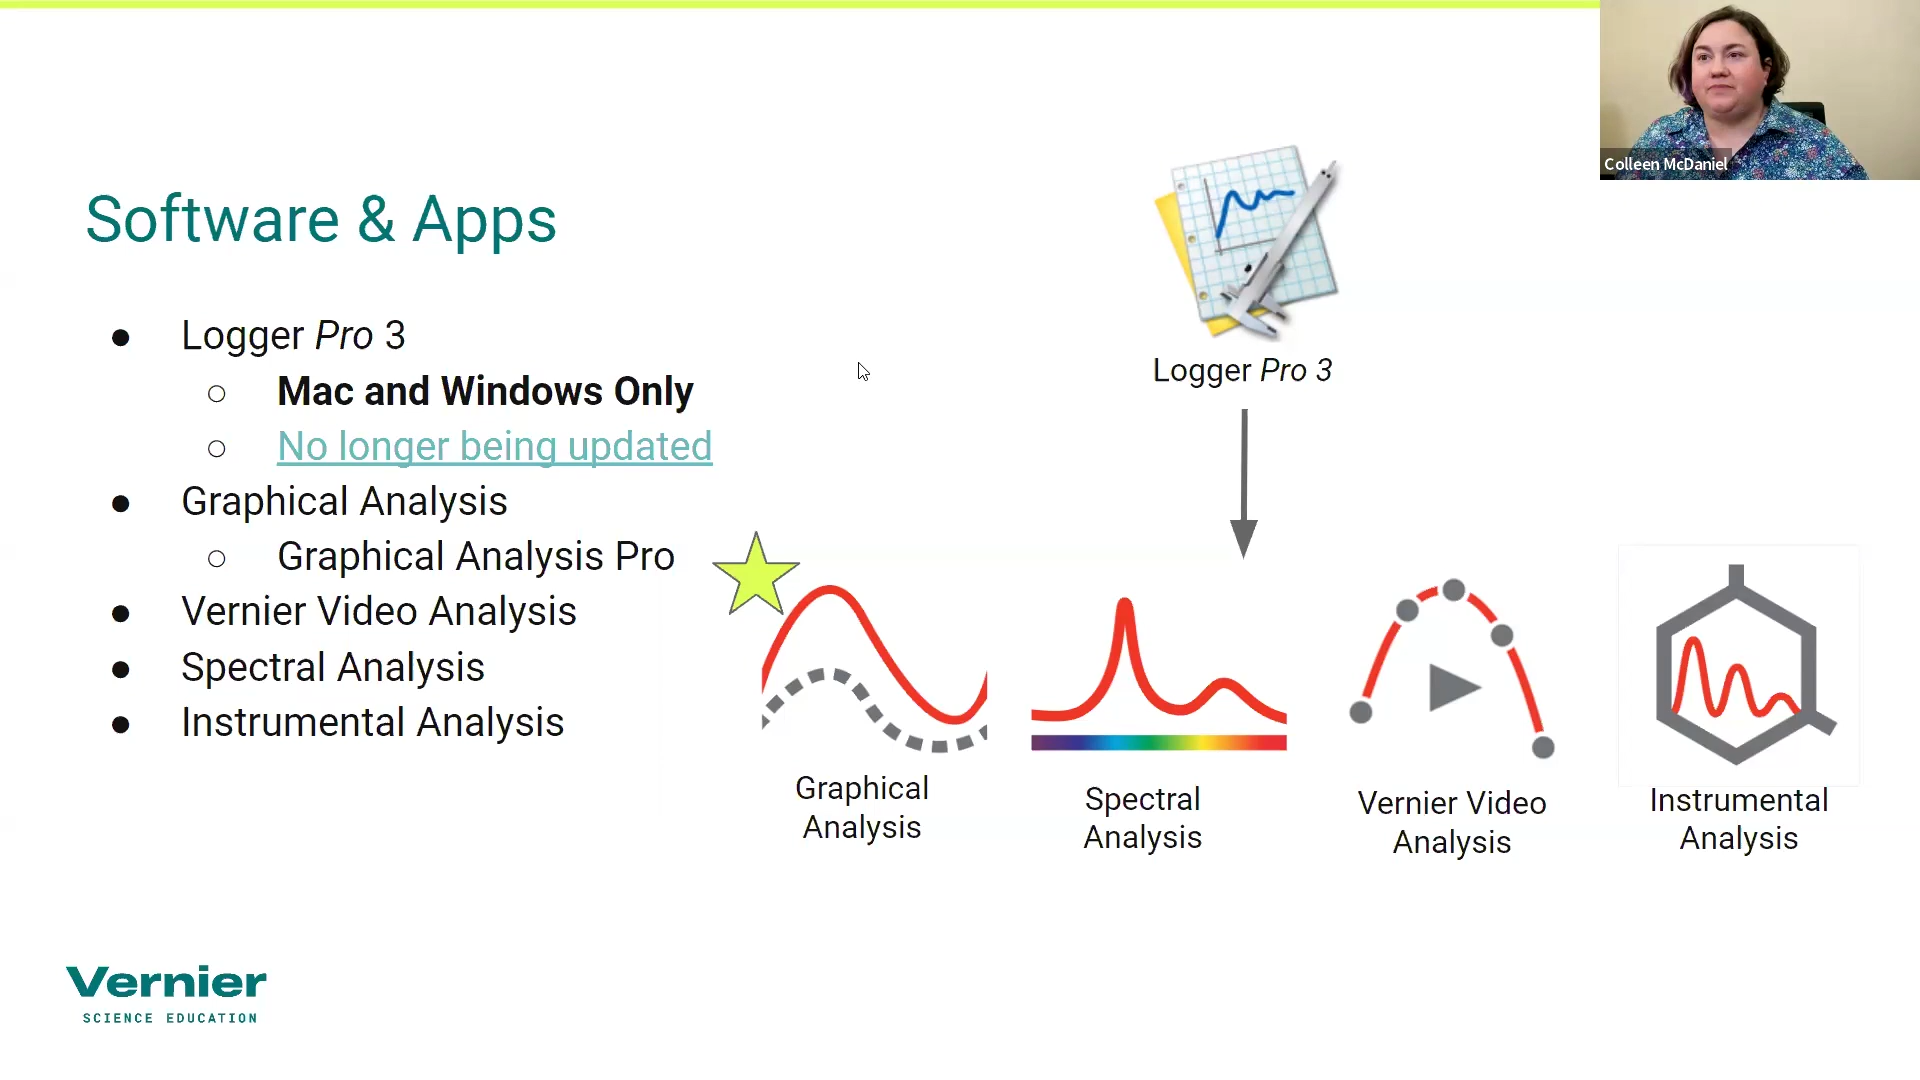 Colleen McDaniel
Software & Apps
Logger Pro 3
Mac and Windows Only
No longer being updated
Graphical Analysis
Graphical Analysis Pro
Vernier Video Analysis
Spectral Analysis
Instrumental Analysis
Logger Pro 3
Graphical
Analysis
Spectral
Analysis
Vernier Video
Analysis
Instrumental
Analysis
Vernier
SCIENCE EDUCATION